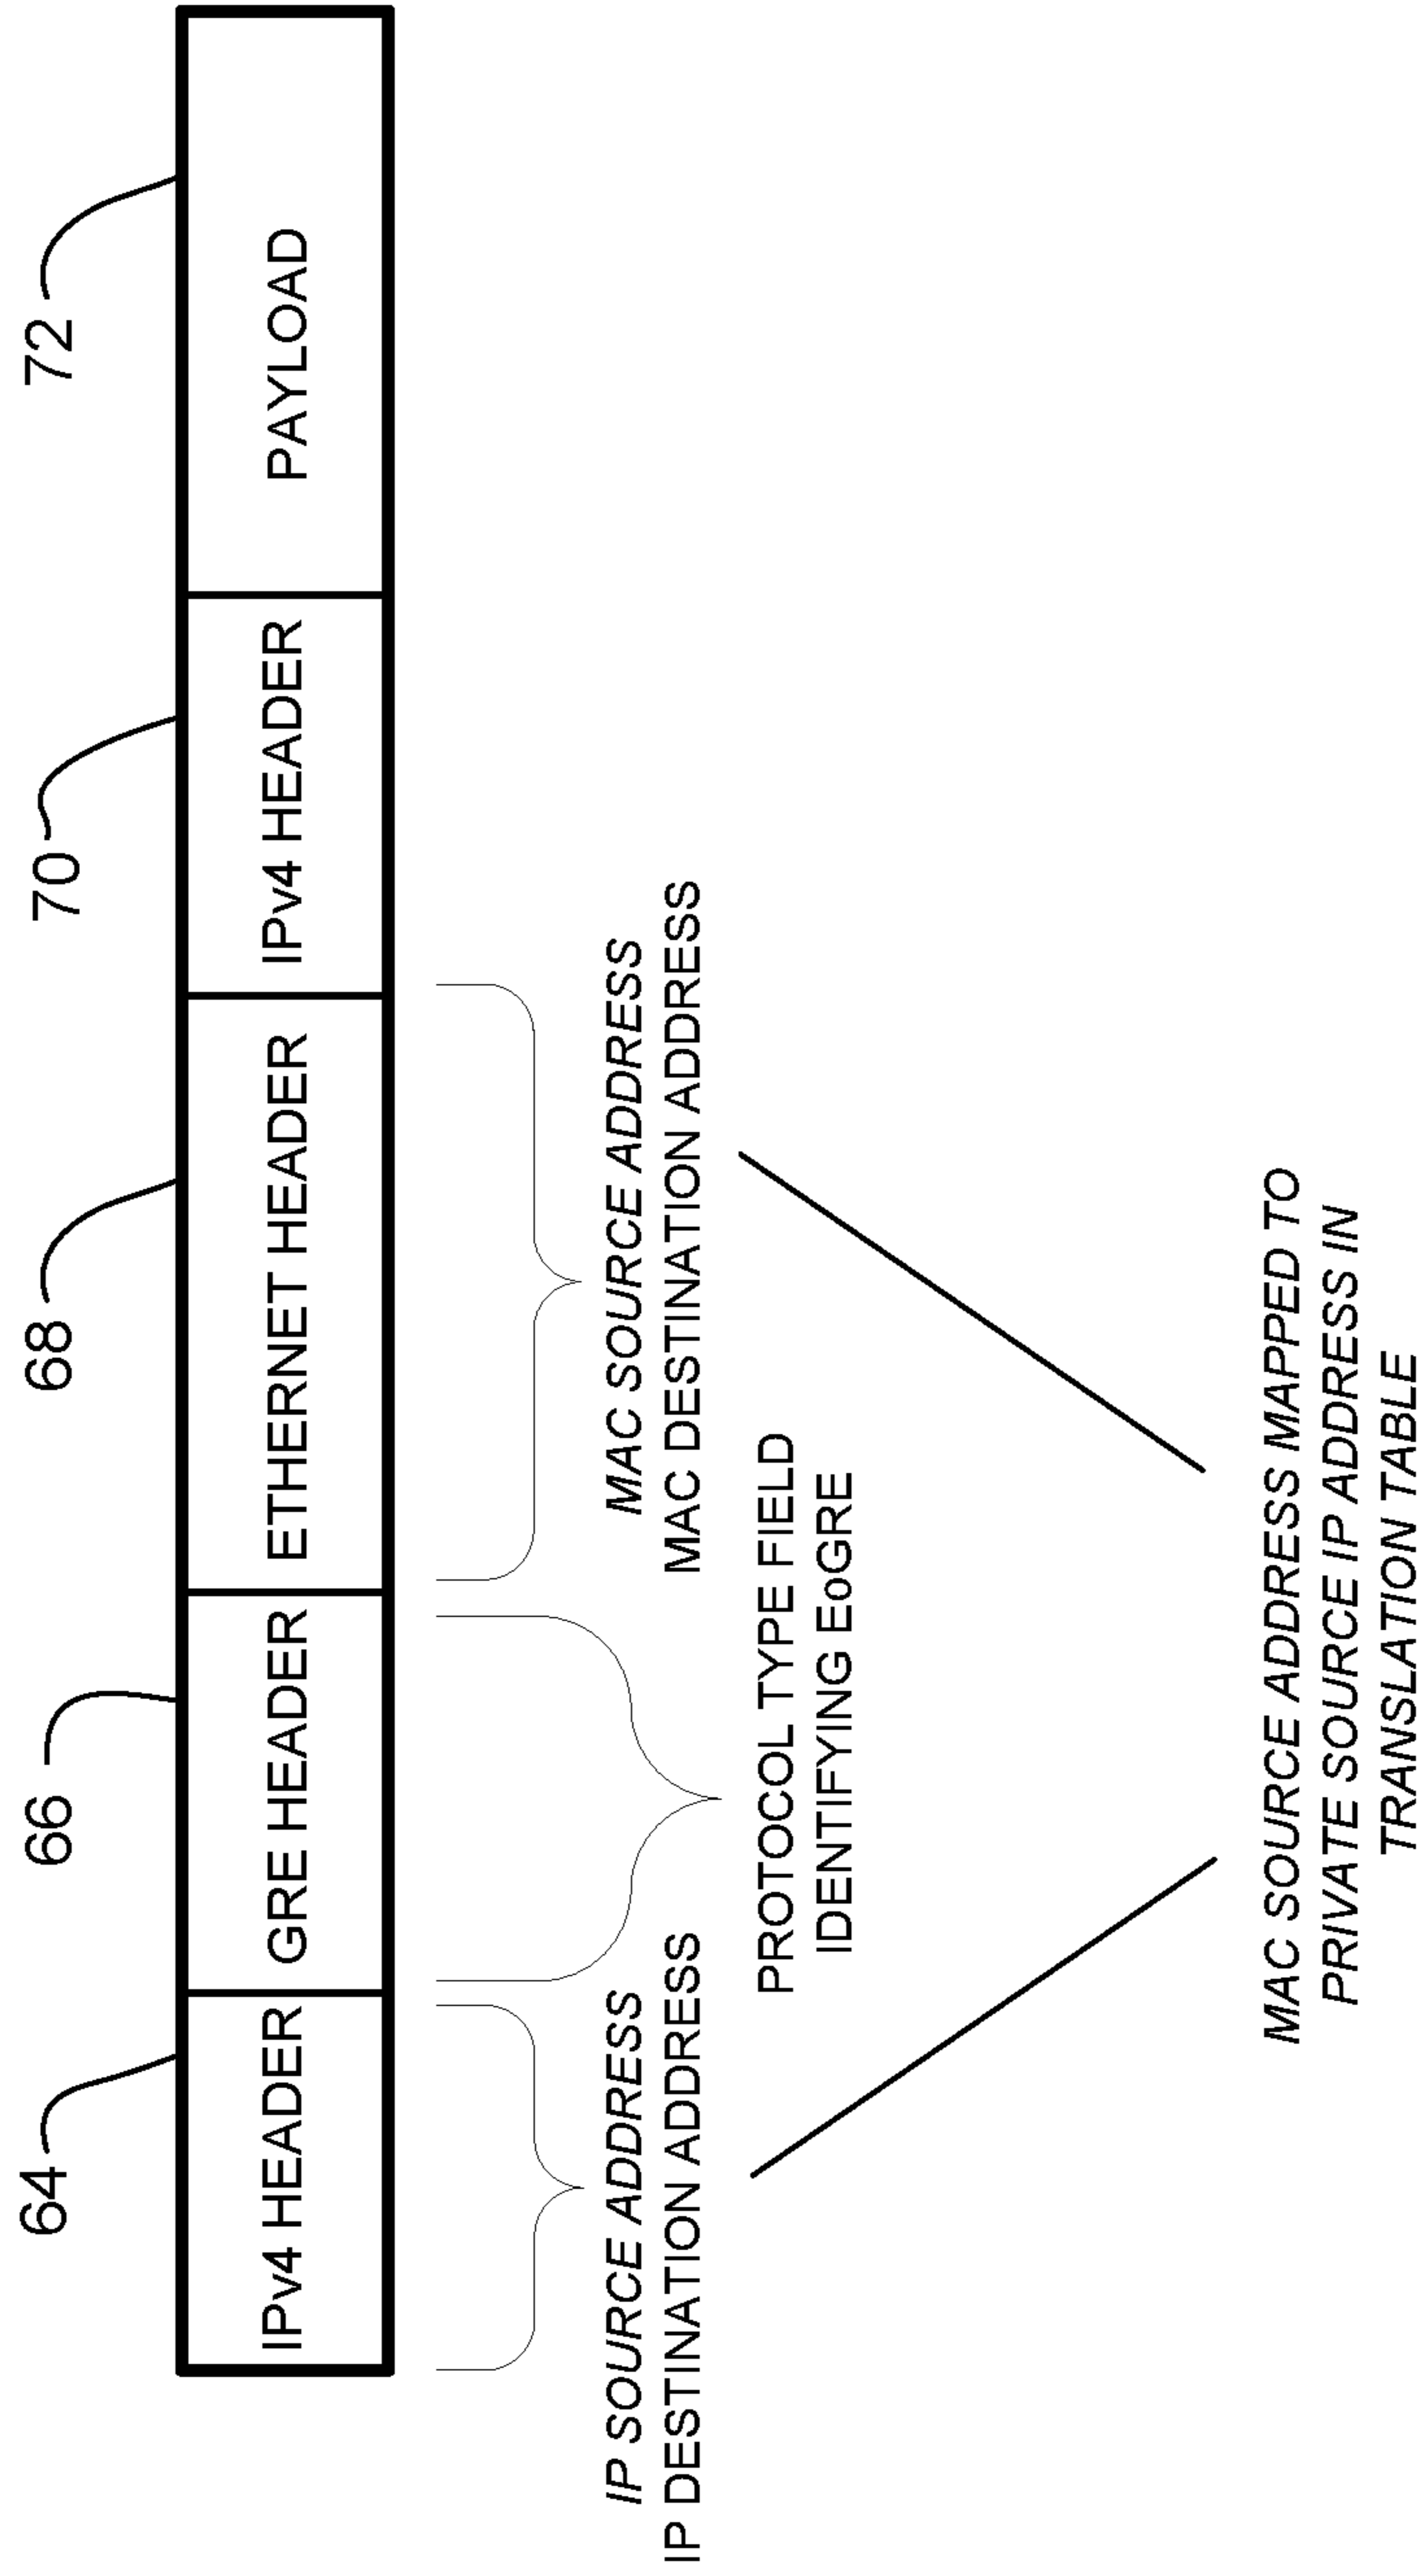 64
66
68
70
72
IPv4 HEADER
GRE HEADER
ETHERNET HEADER
IPv4 HEADER
PAYLOAD
IP SOURCE ADDRESS
IP DESTINATION ADDRESS
MAC SOURCE ADDRESS
MAC DESTINATION ADDRESS
PROTOCOL TYPE FIELD
IDENTIFYING EoGRE
MAC SOURCE ADDRESS MAPPED TO
PRIVATE SOURCE IP ADDRESS IN
TRANSLATION TABLE